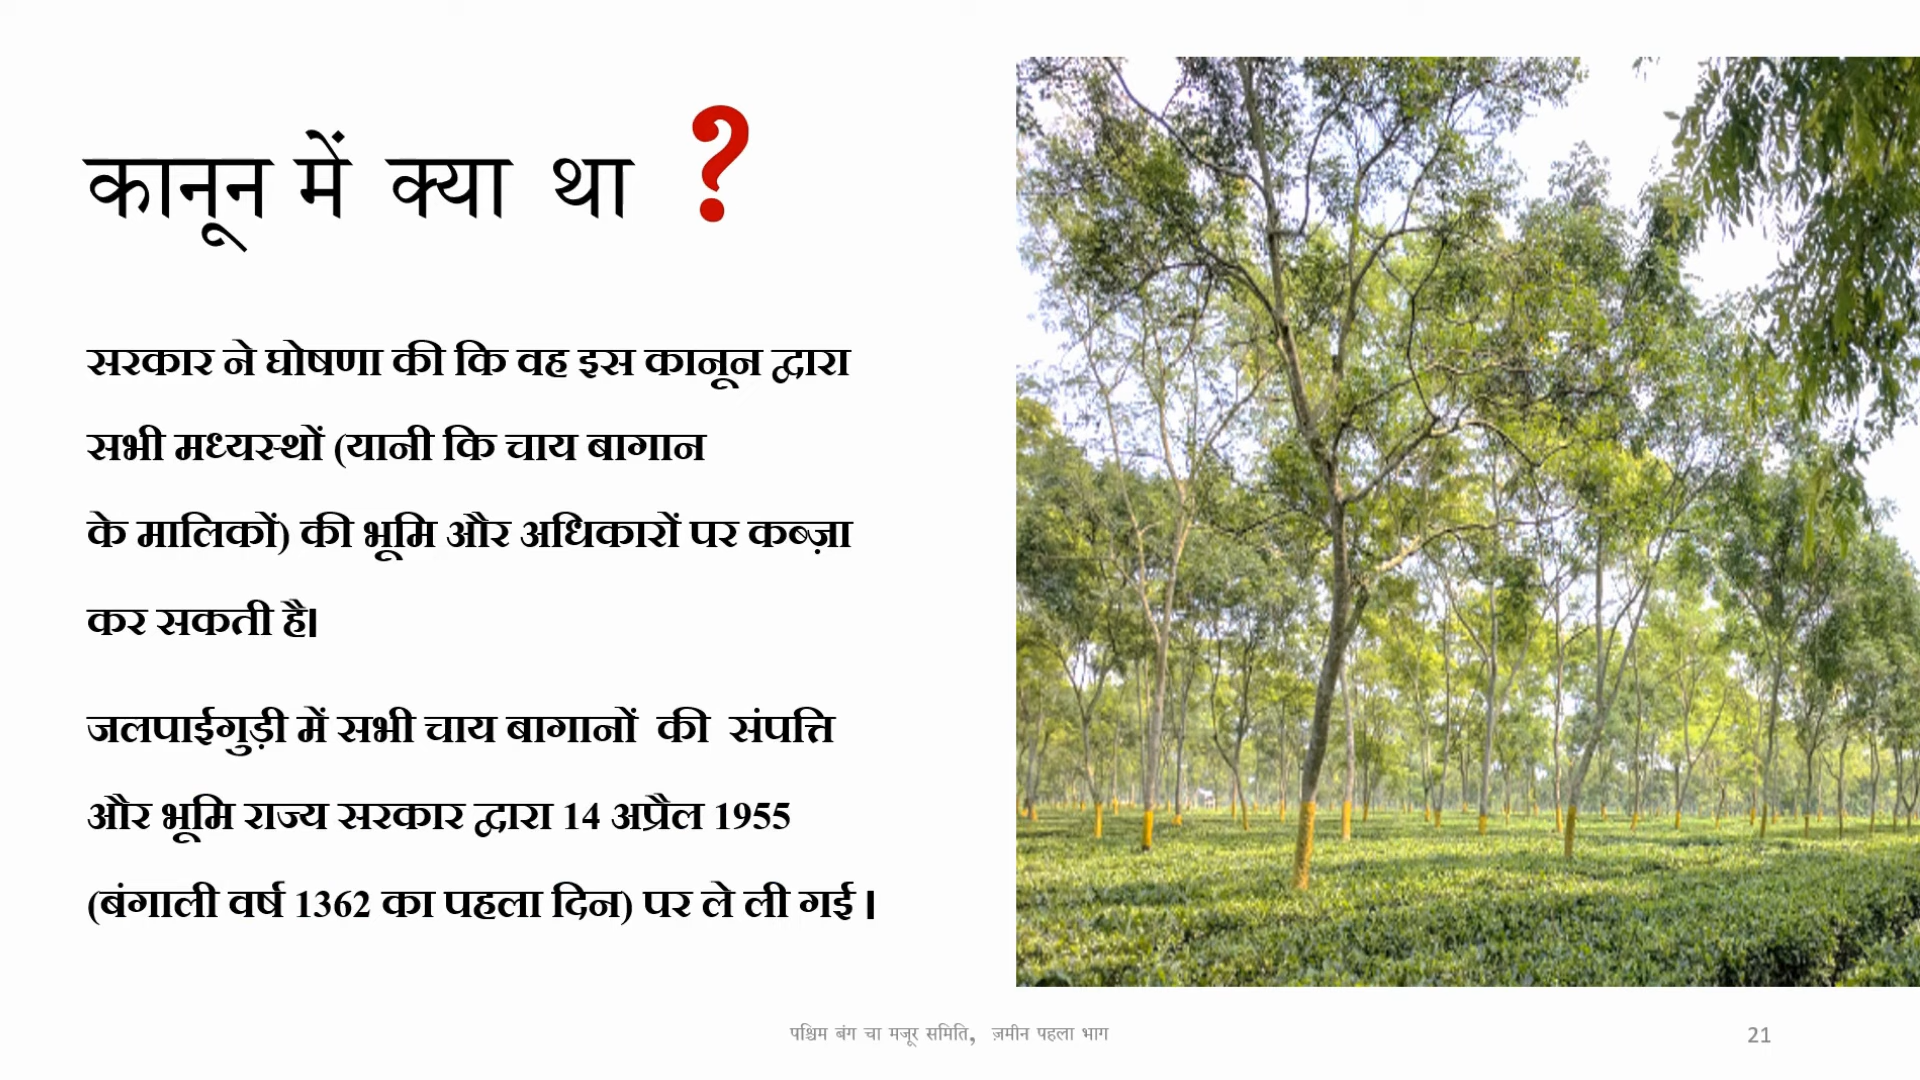 कानून में क्या था ?
सरकार ने घोषणा की कि वह इस कानून द्वारा
सभी मध्यस्थों (यानी कि चाय बागान
के मालिकों) की भूमि और अधिकारों पर कब्ज़ा
कर सकती है।
जलपाईगुड़ी में सभी चाय बागानों की संपत्ति
और भूमि राज्य सरकार द्वारा 14 अप्रैल 1955
(बंगाली वर्ष 1362 का पहला दिन) पर ले ली गई ।
पश्चिम बंग चा मजूर समिति, ज़मीन पहला भाग
21